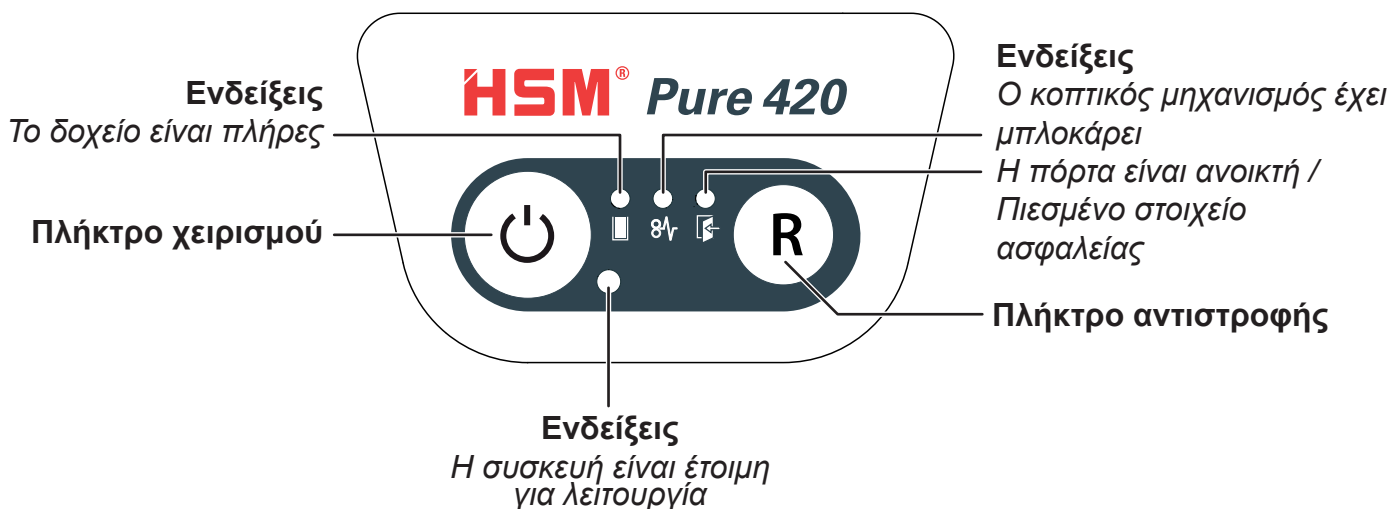 HSM® Pure 420
Ενδείξεις
Το δοχείο είναι πλήρες
Πλήκτρο χειρισμού
Ενδείξεις
Ο κοπτικός μηχανισμός έχει
μπλοκάρει
Η πόρτα είναι ανοικτή /
Πιεσμένο στοιχείο
ασφαλείας
R
Πλήκτρο αντιστροφής
Ενδείξεις
Η συσκευή είναι έτοιμη
για λειτουργία